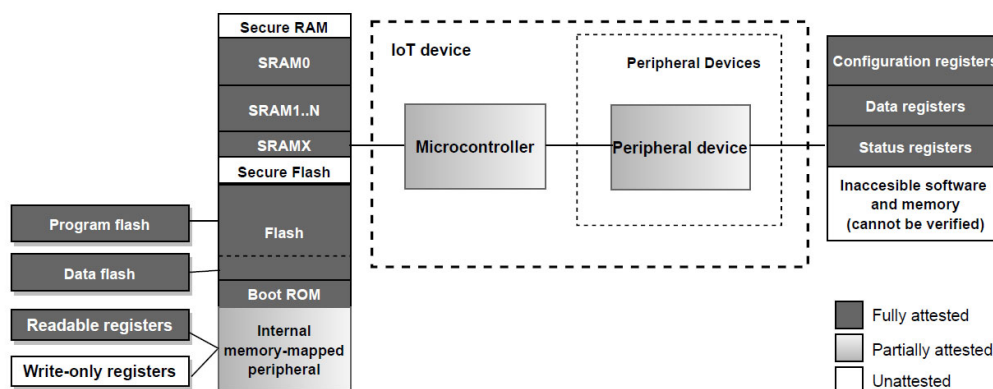 Secure RAM
SRAM0
SRAM1..N
SRAMX
Secure Flash
Flash
Boot ROM
Internal
memory-mapped
peripheral
Program flash
Data flash
Readable registers
Write-only registers
IoT device
Microcontroller
Peripheral Devices
Peripheral device
Configuration registers
Data registers
Status registers
Inaccesible software
and memory
(cannot be verified)
Fully attested
Partially attested
Unattested